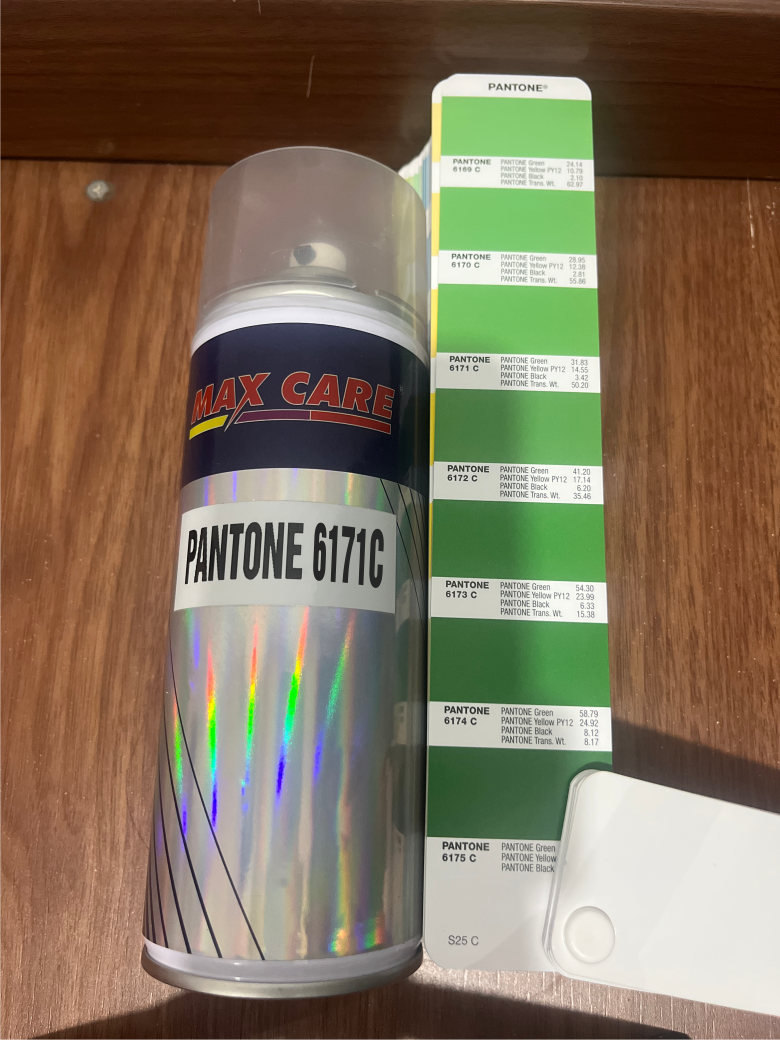 MAX CARE
PANTONE 6171C
PANTONE®
PANTONE
6169 C
PANTONE Green 24.14
PANTONE Yellow PY12 10.79
PANTONE Black 2.10
PANTONE Trans. Wt. 62.97
PANTONE
6170 C
PANTONE Green 28.95
PANTONE Yellow PY12 12.38
PANTONE Black 2.81
PANTONE Trans. Wt. 55.86
PANTONE
6171 C
PANTONE Green 31.83
PANTONE Yellow PY12 14.55
PANTONE Black 3.42
PANTONE Trans. Wt. 50.20
PANTONE
6172 C
PANTONE Green 41.20
PANTONE Yellow PY12 17.14
PANTONE Black 6.20
PANTONE Trans. Wt. 35.46
PANTONE
6173 C
PANTONE Green 54.30
PANTONE Yellow PY12 23.99
PANTONE Black 6.33
PANTONE Trans. Wt. 15.38
PANTONE
6174 C
PANTONE Green 58.79
PANTONE Yellow PY12 24.92
PANTONE Black 8.12
PANTONE Trans. Wt. 8.17
PANTONE
6175 C
PANTONE Green
PANTONE Yellow
PANTONE Black
S25 C